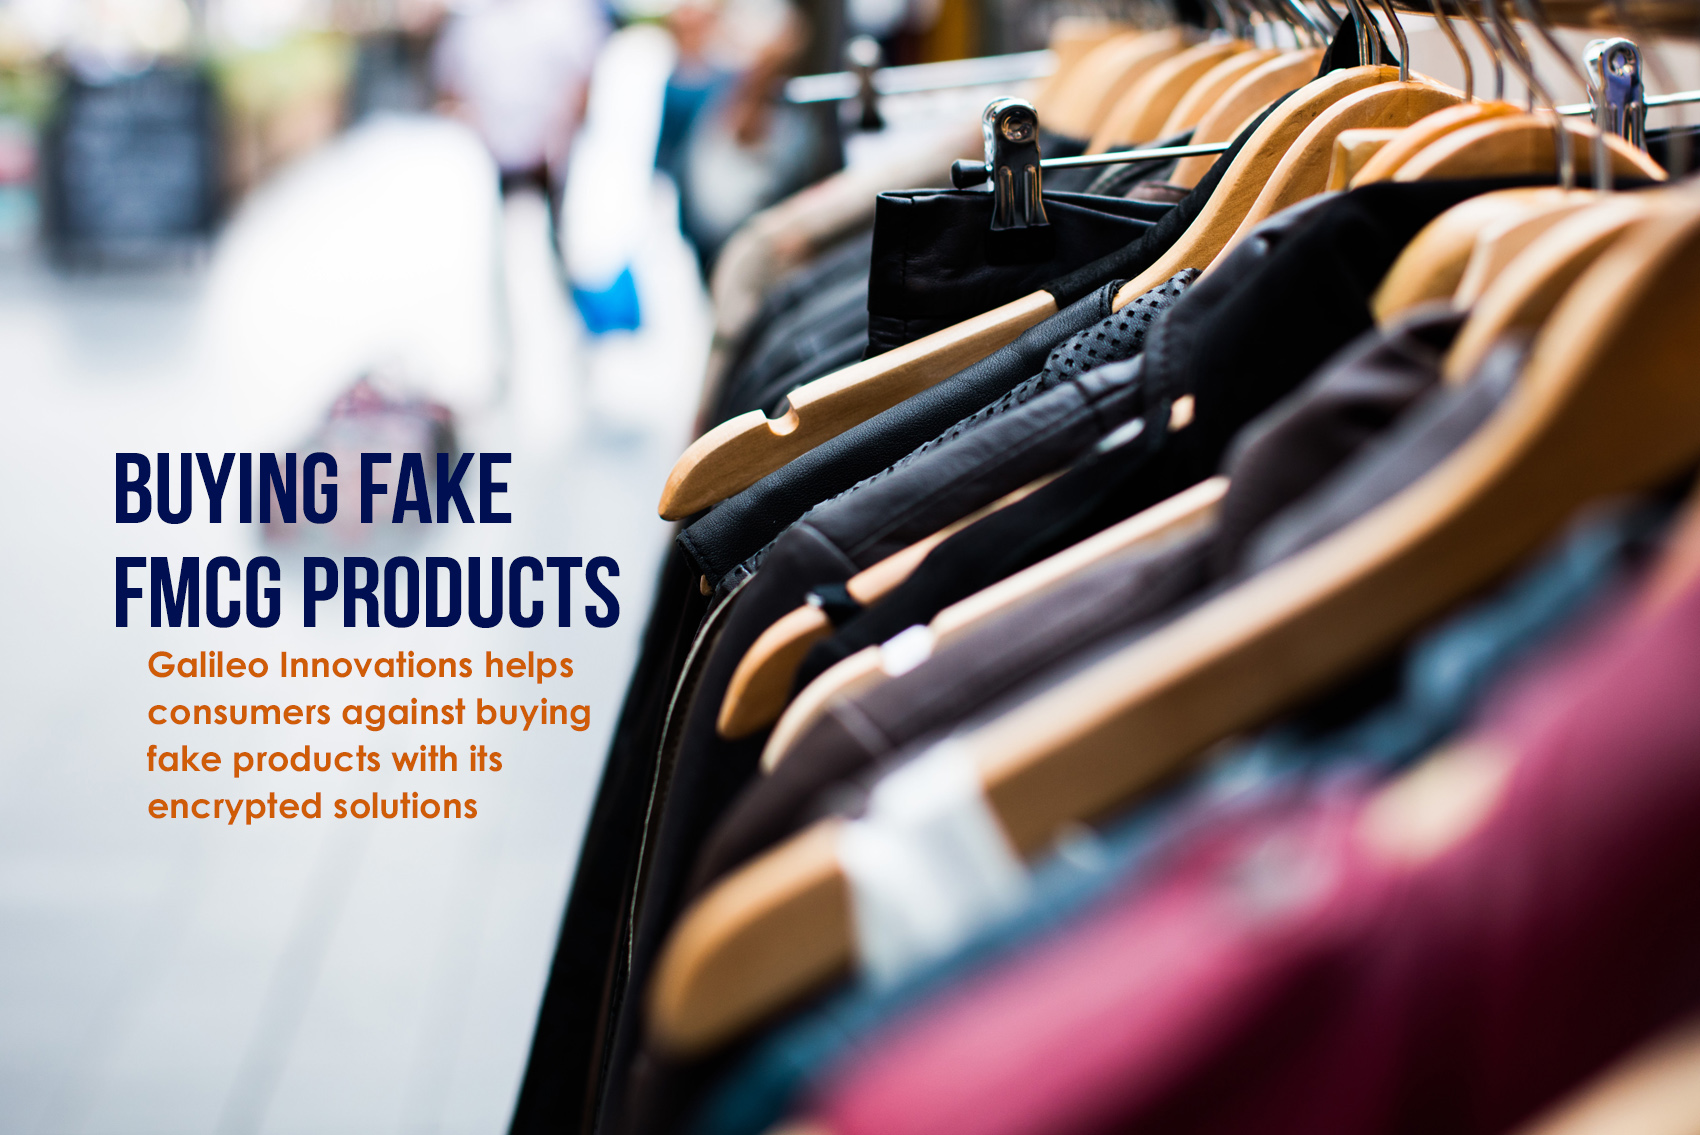 BUYING FAKE
FMCG PRODUCTS
Galileo Innovations helps
consumers against buying
fake products with its
encrypted solutions